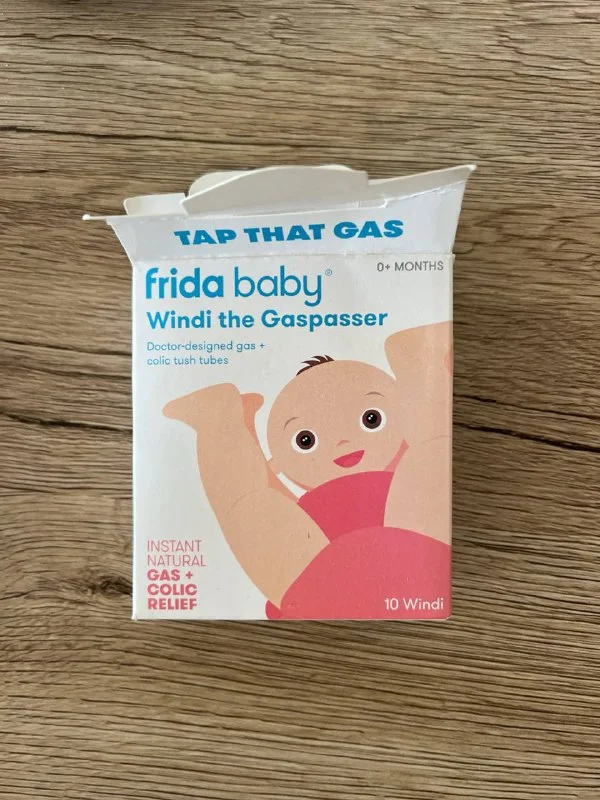 TAP THAT GAS
0+ MONTHS
frida baby®
Windi the Gaspasser
Doctor-designed gas +
colic tush tubes
INSTANT
NATURAL
GAS +
COLIC
RELIEF
10 Windi